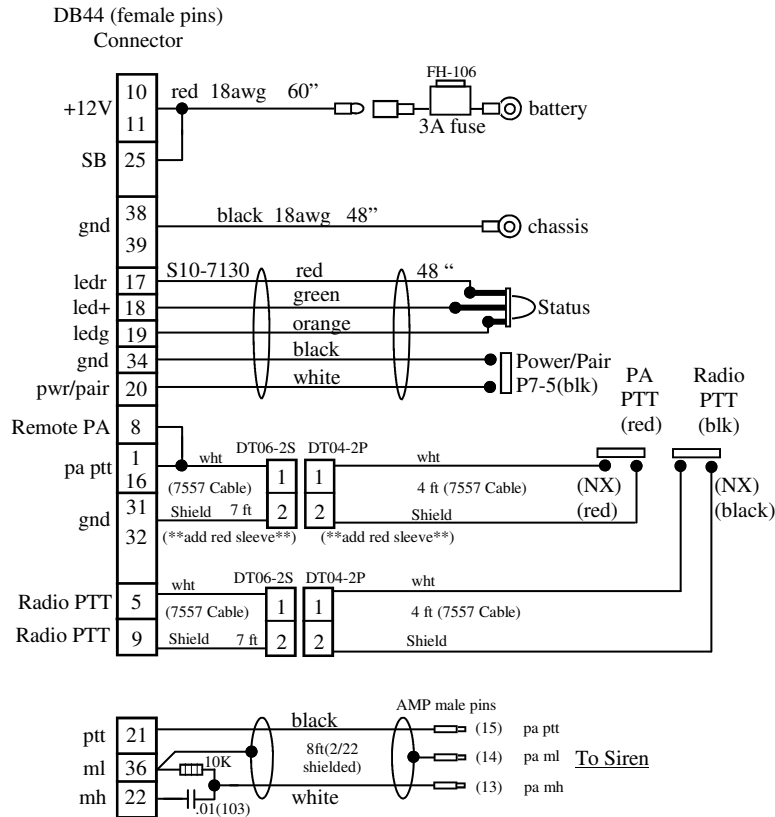 DB44 (female pins)
Connector
+12V 10 11 red 18awg 60” FH-106 3A fuse battery
SB 25
gnd 38 39 black 18awg 48” chassis
ledr 17 S10-7130 red 48 “
led+ 18 green Status
ledg 19 orange
gnd 34 black Power/Pair
pwr/pair 20 white P7-5(blk)
PA PTT (red)
Radio PTT (blk)
Remote PA 8
pa ptt 1 16 wht DT06-2S DT04-2P wht
(7557 Cable) 1 1 4 ft (7557 Cable) (NX) (red) (NX) (black)
gnd 31 32 Shield 7 ft 2 2 Shield
(**add red sleeve**) (**add red sleeve**)
wht DT06-2S DT04-2P wht
Radio PTT 5 (7557 Cable) 1 1 4 ft (7557 Cable)
Radio PTT 9 Shield 7 ft 2 2 Shield
AMP male pins
ptt 21 black (15) pa ptt
ml 36 10K 8ft(2/22 shielded) (14) pa ml To Siren
mh 22 .01(103) white (13) pa mh